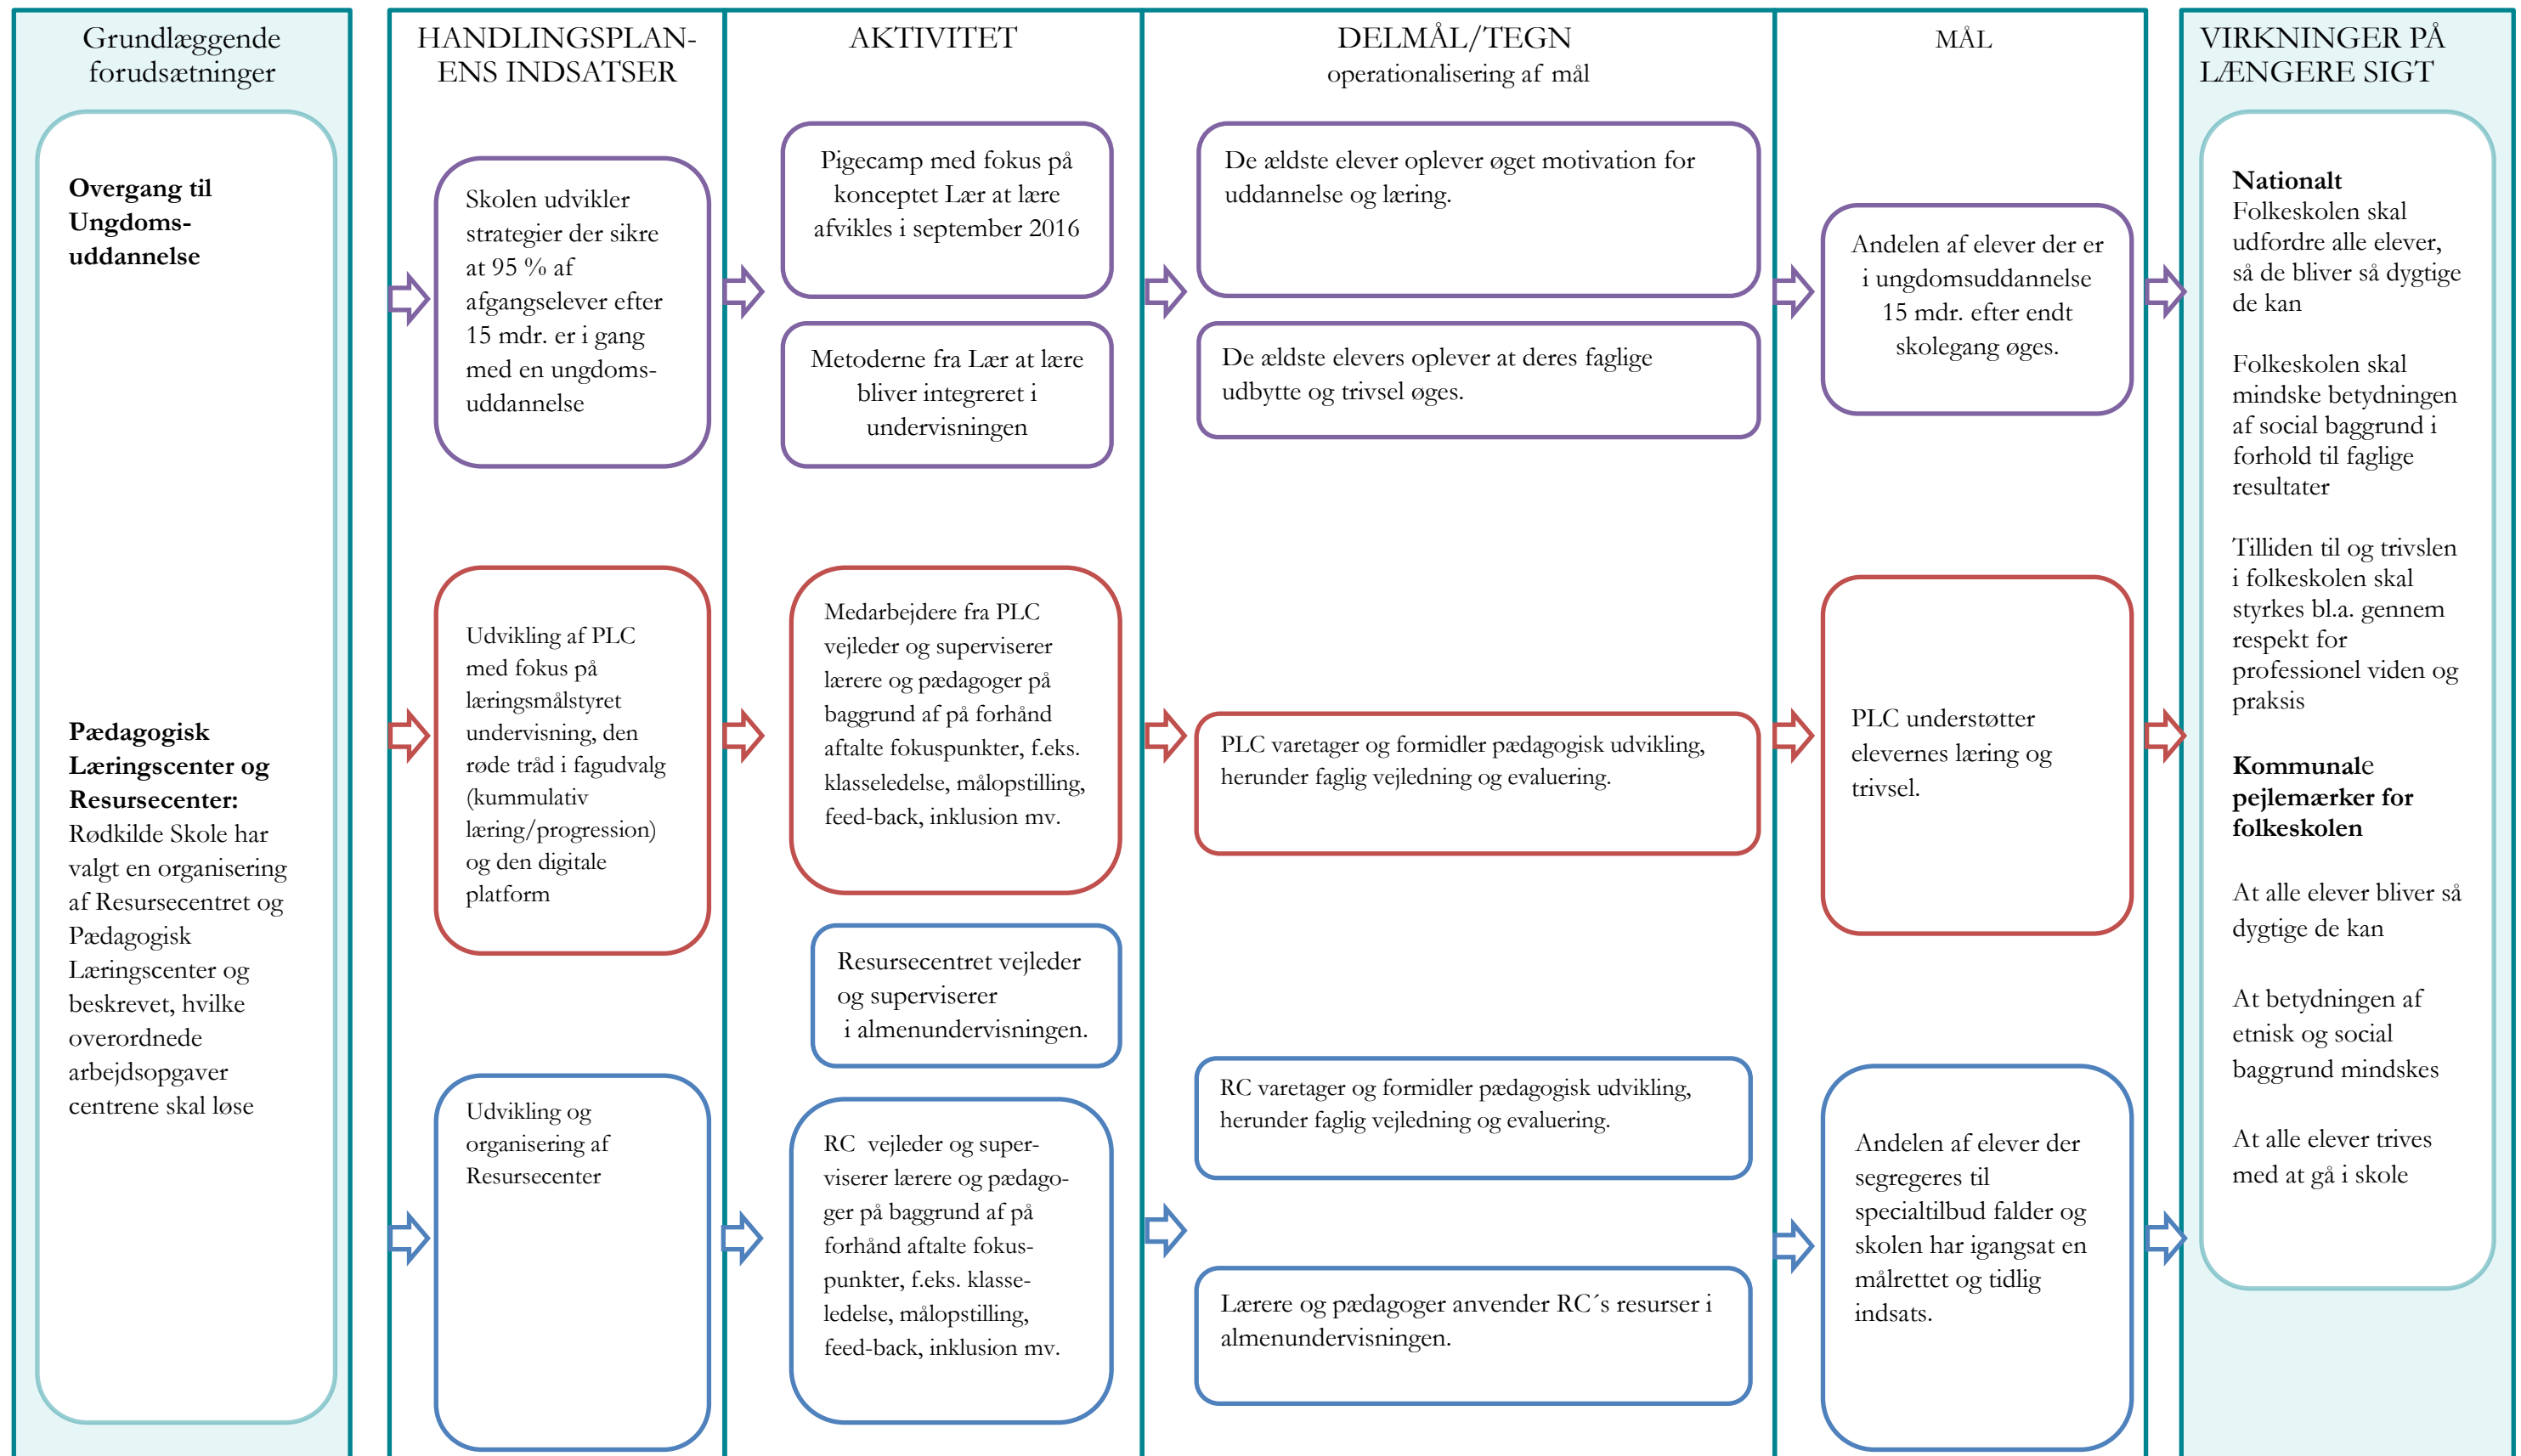 Grundlæggende
forudsætninger
Overgang til
Ungdoms-
uddannelse
Pædagogisk
Læringscenter og
Resursecenter:
Rødkilde Skole har
valgt en organisering
af Resursecentret og
Pædagogisk
Læringscenter og
beskrevet, hvilke
overordnede
arbejdsopgaver
centrene skal løse
HANDLINGSPLAN-
ENS INDSATSER
Skolen udvikler
strategier der sikre
at 95 % af
afgangselever efter
15 mdr. er i gang
med en ungdoms-
uddannelse
Udvikling af PLC
med fokus på
læringsmålstyret
undervisning, den
røde tråd i fagudvalg
(kummulativ
læring/progression)
og den digitale
platform
Udvikling og
organisering af
Resursecenter
AKTIVITET
Pigecamp med fokus på
konceptet Lær at lære
afvikles i september 2016
Metoderne fra Lær at lære
bliver integreret i
undervisningen
Medarbejdere fra PLC
vejleder og superviserer
lærere og pædagoger på
baggrund af på forhånd
aftalte fokuspunkter, f.eks.
klasseledelse, målopstilling,
feed-back, inklusion mv.
Resursecentret vejleder
og superviserer
i almenundervisningen.
RC vejleder og super-
viserer lærere og pædago-
ger på baggrund af på
forhånd aftalte fokus-
punkter, f.eks. klasse-
ledelse, målopstilling,
feed-back, inklusion mv.
DELMÅL/TEGN
operationalisering af mål
De ældste elever oplever øget motivation for
uddannelse og læring.
De ældste elevers oplever at deres faglige
udbytte og trivsel øges.
PLC varetager og formidler pædagogisk udvikling,
herunder faglig vejledning og evaluering.
RC varetager og formidler pædagogisk udvikling,
herunder faglig vejledning og evaluering.
Lærere og pædagoger anvender RC´s resurser i
almenundervisningen.
MÅL
Andelen af elever der er
i ungdomsuddannelse
15 mdr. efter endt
skolegang øges.
PLC understøtter
elevernes læring og
trivsel.
Andelen af elever der
segregeres til
specialtilbud falder og
skolen har igangsat en
målrettet og tidlig
indsats.
VIRKNINGER PÅ
LÆNGERE SIGT
Nationalt
Folkeskolen skal
udfordre alle elever,
så de bliver så dygtige
de kan
Folkeskolen skal
mindske betydningen
af social baggrund i
forhold til faglige
resultater
Tilliden til og trivslen
i folkeskolen skal
styrkes bl.a. gennem
respekt for
professionel viden og
praksis
Kommunale
pejlemærker for
folkeskolen
At alle elever bliver så
dygtige de kan
At betydningen af
etnisk og social
baggrund mindskes
At alle elever trives
med at gå i skole